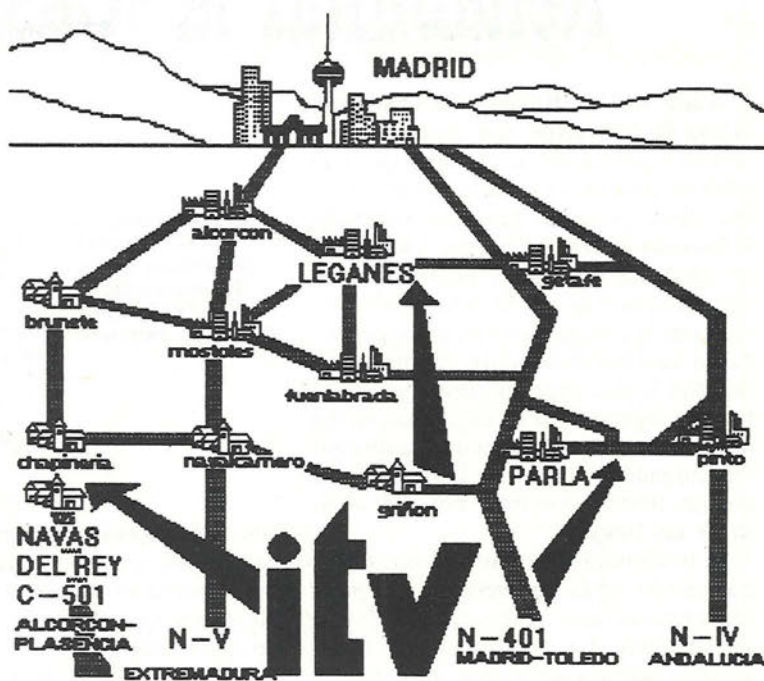 MADRID
alcorcon
LEGANES
getafe
brunete
mostoles
fuenlabrada
chapineria
navalcarnero
PARLA
pinto
griñon
NAVAS
DEL REY
C-501
ALCORCON-
PLASENCIA
N-V
EXTREMADURA
itv
N-401
MADRID-TOLEDO
N-IV
ANDALUCIA